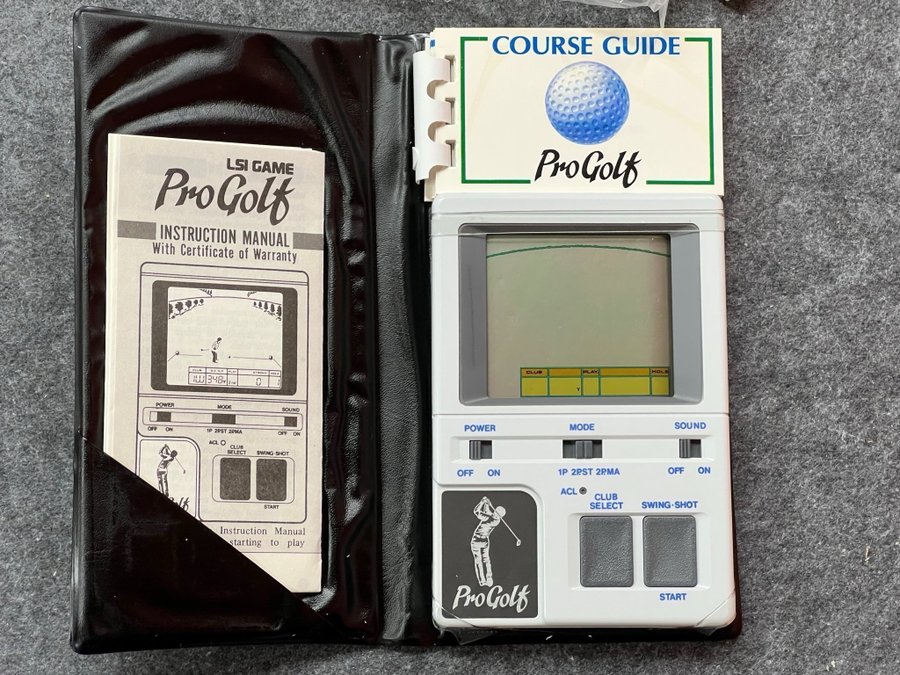 LSI GAME
Pro Golf
INSTRUCTION MANUAL
With Certificate of Warranty
POWER MODE SOUND
OFF ON 1P 2PST 2PMA OFF ON
ACL
CLUB SELECT SWING·SHOT
START
Instruction Manual
starting to play
COURSE GUIDE
Pro Golf
CLUB PLAY HOLE
POWER MODE SOUND
OFF ON 1P 2PST 2PMA OFF ON
ACL
CLUB SELECT SWING·SHOT
Pro Golf
START